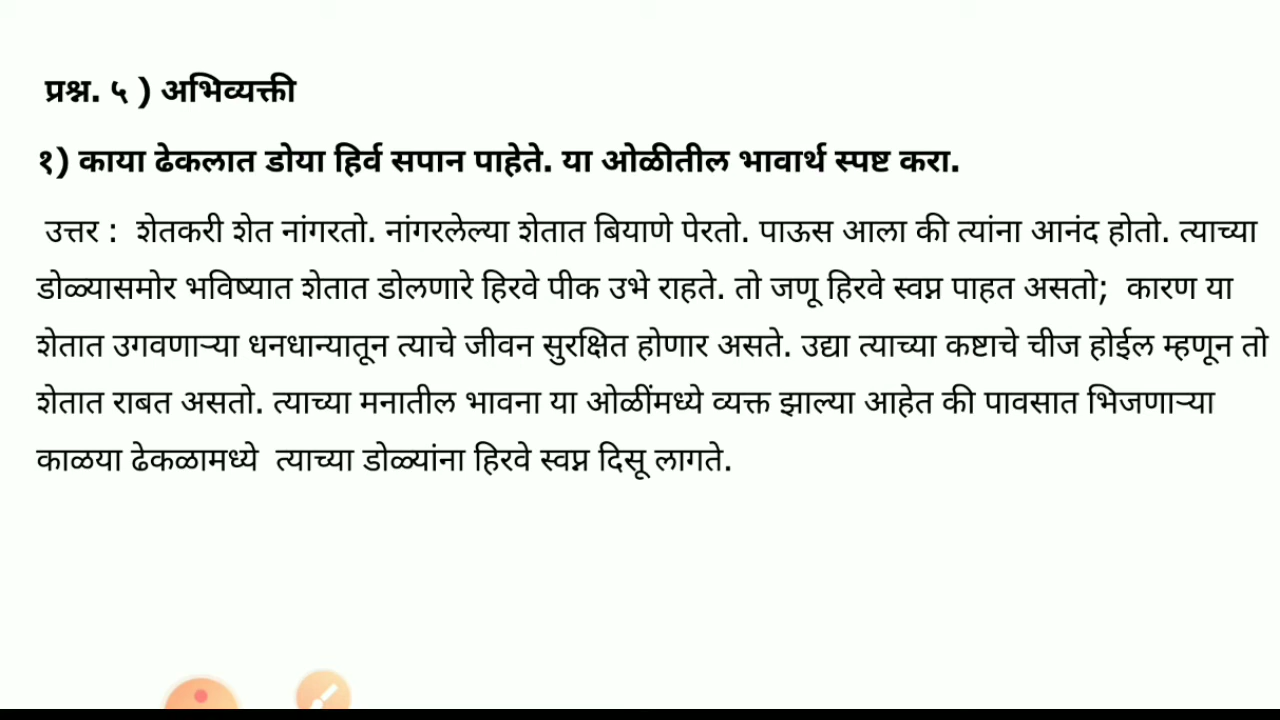 प्रश्न. ५ ) अभिव्यक्ती
१) काया ढेकलात डोया हिर्व सपान पाहेते. या ओळीतील भावार्थ स्पष्ट करा.
उत्तर : शेतकरी शेत नांगरतो. नांगरलेल्या शेतात बियाणे पेरतो. पाऊस आला की त्यांना आनंद होतो. त्याच्या
डोळ्यासमोर भविष्यात शेतात डोलणारे हिरवे पीक उभे राहते. तो जणू हिरवे स्वप्न पाहत असतो; कारण या
शेतात उगवणाऱ्या धनधान्यातून त्याचे जीवन सुरक्षित होणार असते. उद्या त्याच्या कष्टाचे चीज होईल म्हणून तो
शेतात राबत असतो. त्याच्या मनातील भावना या ओळींमध्ये व्यक्त झाल्या आहेत की पावसात भिजणाऱ्या
काळया ढेकळामध्ये त्याच्या डोळ्यांना हिरवे स्वप्न दिसू लागते.